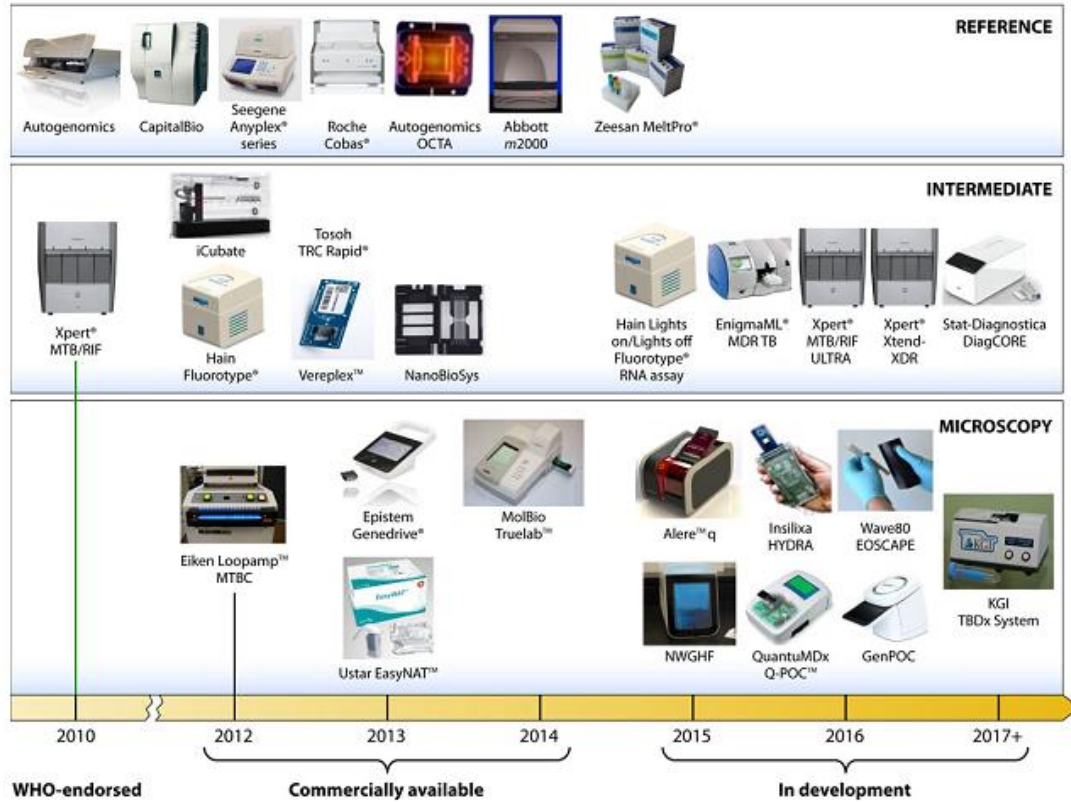 REFERENCE
Autogenomics
CapitalBio
Seegene
Anyplex®
series
Roche
Cobas®
Autogenomics
OCTA
Abbott
m2000
Zeesan MeltPro®
INTERMEDIATE
Xpert®
MTB/RIF
iCubate
Hain
Fluorotype®
Tosoh
TRC Rapid®
Vereplex™
NanoBioSys
Hain Lights
on/Lights off
Fluorotype®
RNA assay
EnigmaML®
MDR TB
Xpert®
MTB/RIF
ULTRA
Xpert®
Xtend-
XDR
Stat-Diagnostica
DiagCORE
MICROSCOPY
Eiken Loopamp™
MTBC
Epistem
Genedrive®
EasyNAT™
Ustar EasyNAT™
MolBio
Truelab™
Alere™ q
Insilixa
HYDRA
Wave80
EOSCAPE
NWGHF
QuantuMDx
Q-POC™
GenPOC
KGI
KGI
TBDx System
2010
2012
2013
2014
2015
2016
2017+
WHO-endorsed
Commercially available
In development